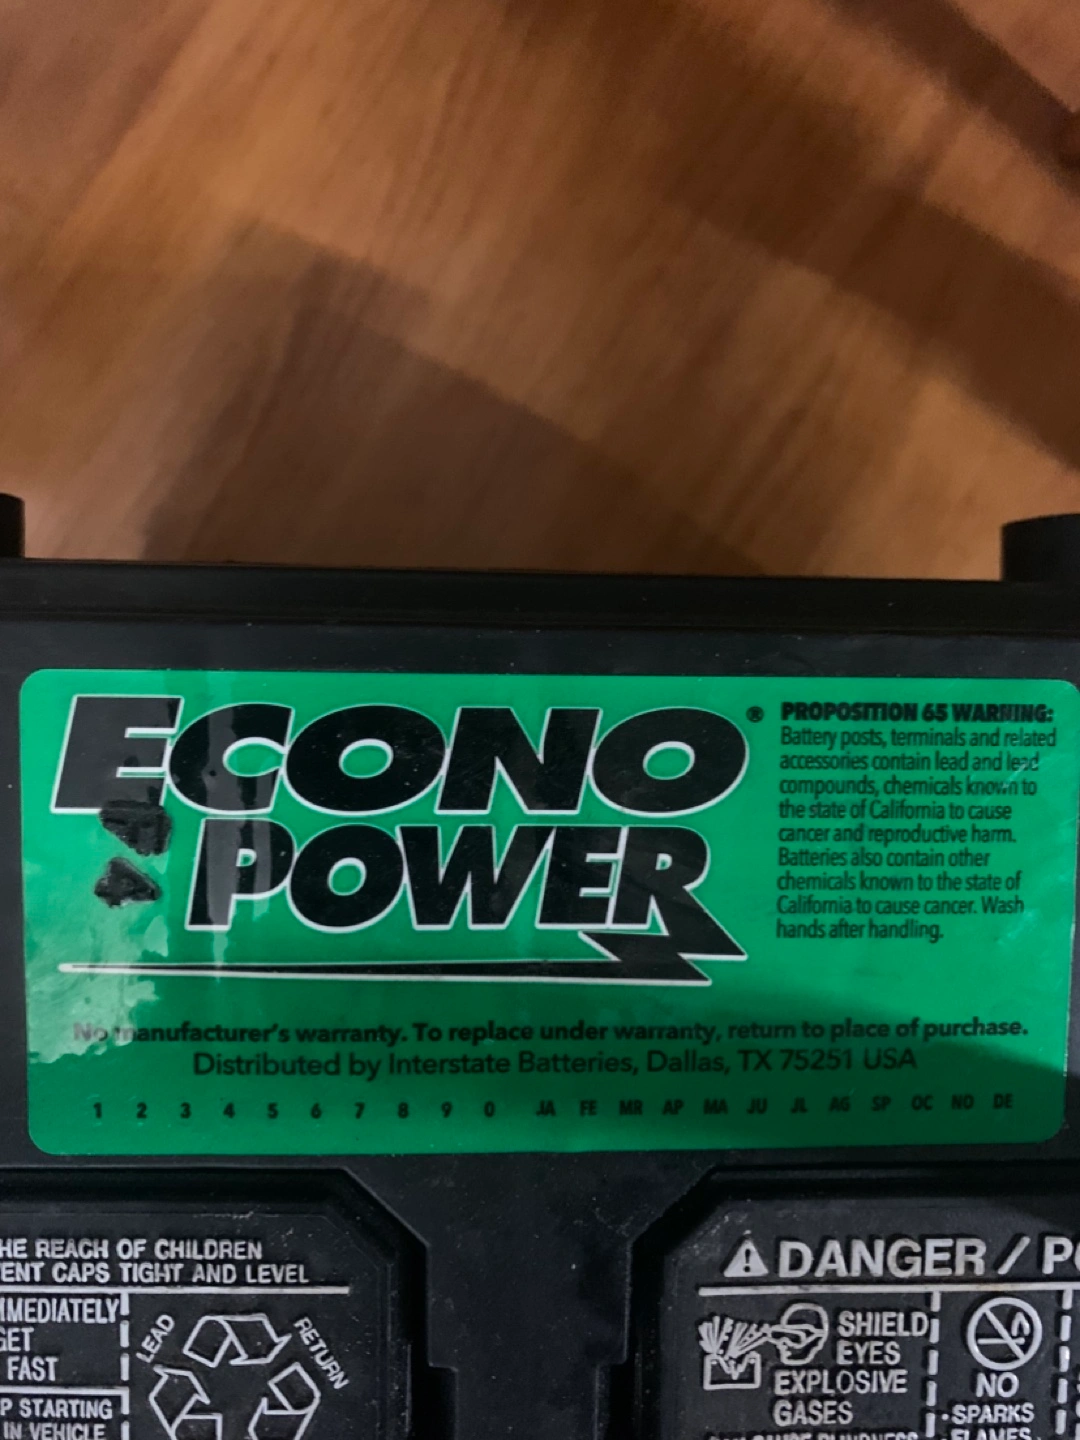 ECONO
POWER
®
PROPOSITION 65 WARNING:
Battery posts, terminals and related
accessories contain lead and lead
compounds, chemicals known to
the state of California to cause
cancer and reproductive harm.
Batteries also contain other
chemicals known to the state of
California to cause cancer. Wash
hands after handling.
No manufacturer's warranty. To replace under warranty, return to place of purchase.
Distributed by Interstate Batteries, Dallas, TX 75251 USA
1 2 3 4 5 6 7 8 9 0 JA FE MR AP MA JU JL AG SP OC NO DE
HE REACH OF CHILDREN
ENT CAPS TIGHT AND LEVEL
MMEDIATELY
GET
FAST
P STARTING
IN VEHICLE
LEAD
RETURN
DANGER / PO
SHIELD
EYES
EXPLOSIVE
GASES
NO
• SPARKS
FLAMES